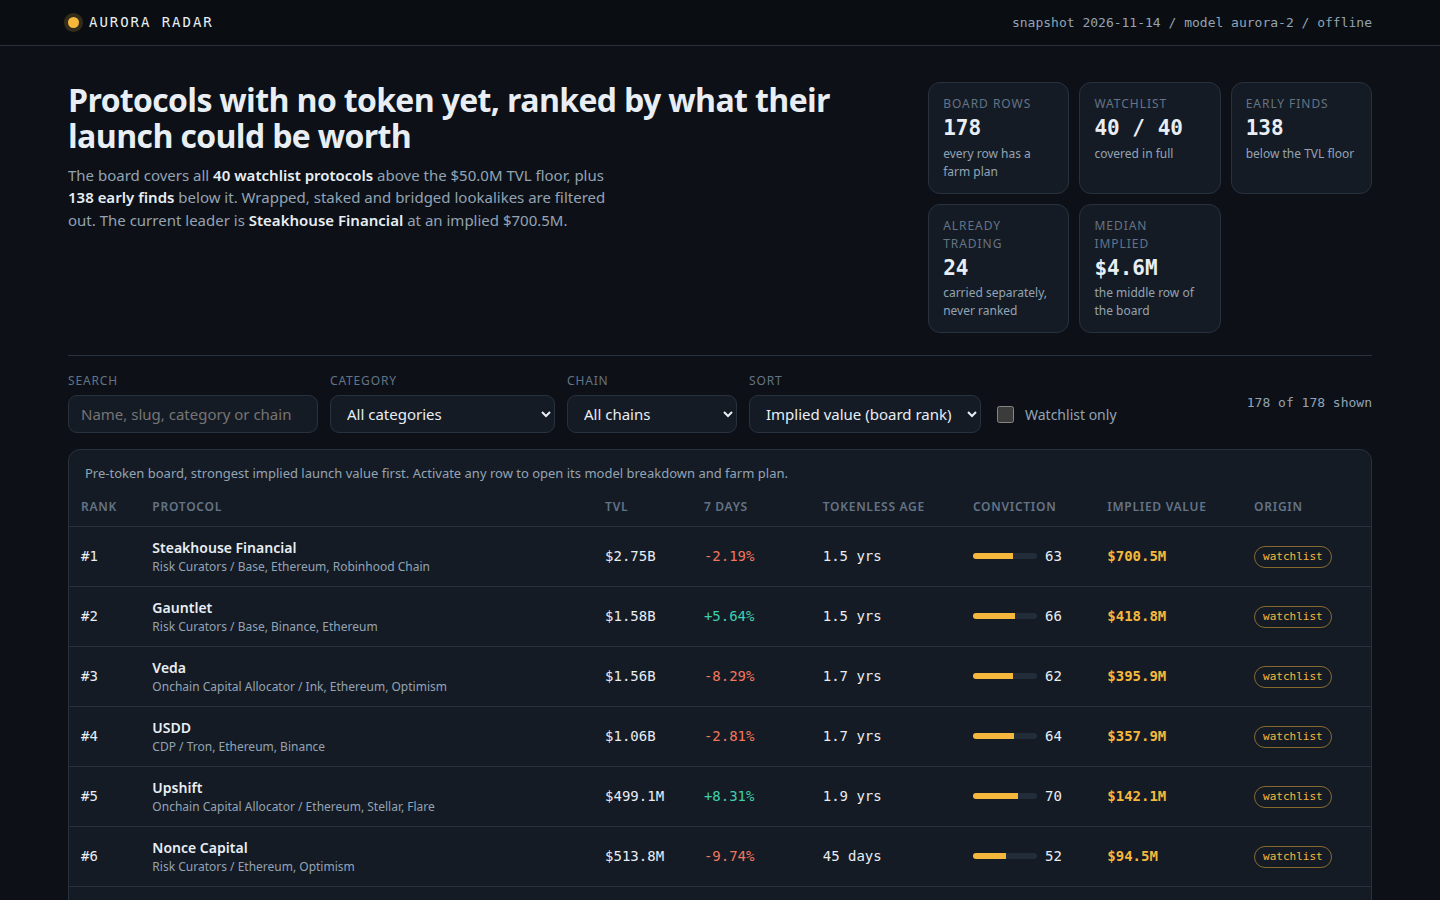 AURORA RADAR
snapshot 2026-11-14 / model aurora-2 / offline
Protocols with no token yet, ranked by what their
launch could be worth
The board covers all 40 watchlist protocols above the $50.0M TVL floor, plus
138 early finds below it. Wrapped, staked and bridged lookalikes are filtered
out. The current leader is Steakhouse Financial at an implied $700.5M.
BOARD ROWS
178
every row has a
farm plan
WATCHLIST
40 / 40
covered in full
EARLY FINDS
138
below the TVL floor
ALREADY
TRADING
24
carried separately,
never ranked
MEDIAN
IMPLIED
$4.6M
the middle row of
the board
SEARCH
Name, slug, category or chain
CATEGORY
All categories
CHAIN
All chains
SORT
Implied value (board rank)
Watchlist only
178 of 178 shown
Pre-token board, strongest implied launch value first. Activate any row to open its model breakdown and farm plan.
RANK PROTOCOL TVL 7 DAYS TOKENLESS AGE CONVICTION IMPLIED VALUE ORIGIN
#1 Steakhouse Financial $2.75B -2.19% 1.5 yrs 63 $700.5M watchlist
Risk Curators / Base, Ethereum, Robinhood Chain
#2 Gauntlet $1.58B +5.64% 1.5 yrs 66 $418.8M watchlist
Risk Curators / Base, Binance, Ethereum
#3 Veda $1.56B -8.29% 1.7 yrs 62 $395.9M watchlist
Onchain Capital Allocator / Ink, Ethereum, Optimism
#4 USDD $1.06B -2.81% 1.7 yrs 64 $357.9M watchlist
CDP / Tron, Ethereum, Binance
#5 Upshift $499.1M +8.31% 1.9 yrs 70 $142.1M watchlist
Onchain Capital Allocator / Ethereum, Stellar, Flare
#6 Nonce Capital $513.8M -9.74% 45 days 52 $94.5M watchlist
Risk Curators / Ethereum, Optimism